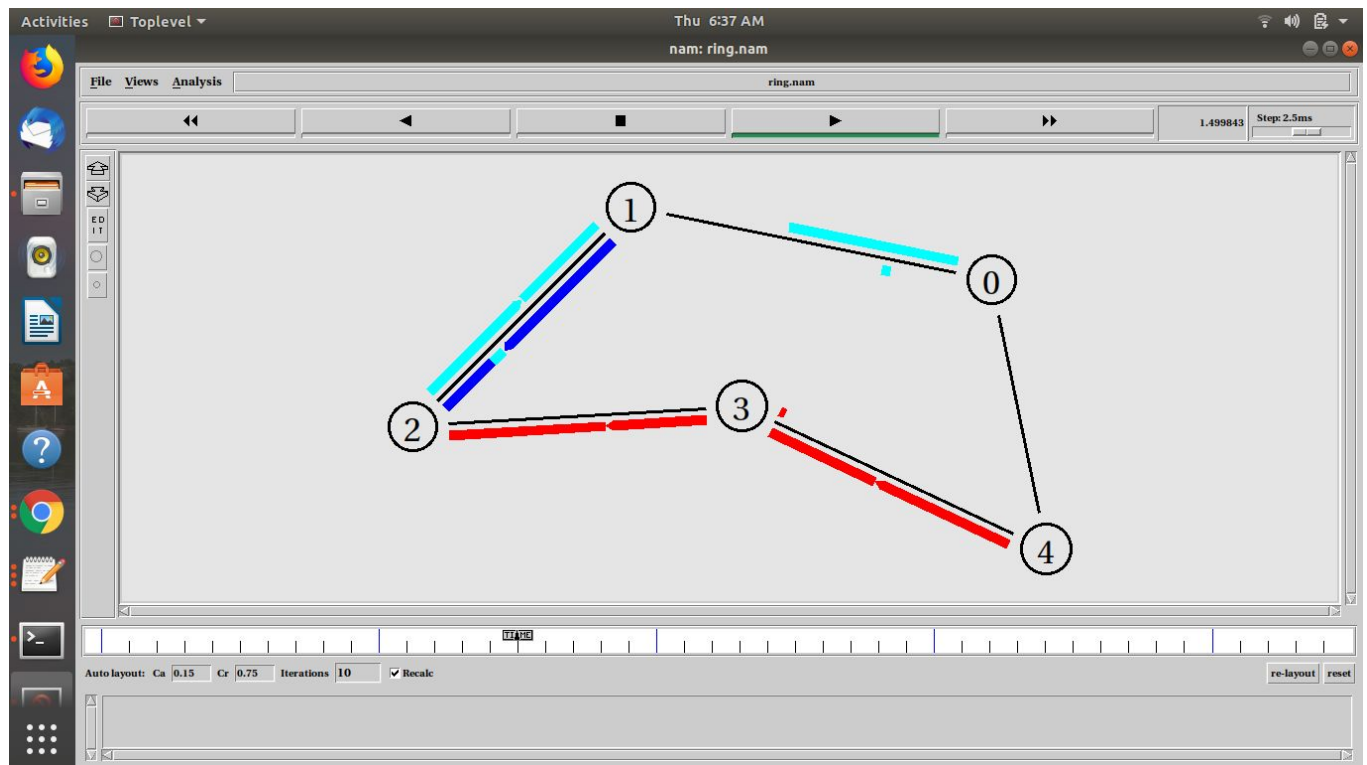 Activities Toplevel Thu 6:37 AM
nam: ring.nam
File Views Analysis ring.nam
1.499843 Step: 2.5ms
ED
IT
1
0
3
2
4
TIME
Auto layout: Ca 0.15 Cr 0.75 Iterations 10 Recalc re-layout reset